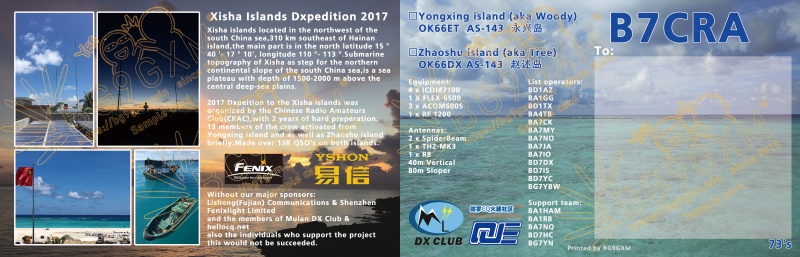 Xisha Islands Dxpedition 2017
Xisha islands located in the northwest of the
south China sea,310 km southeast of Hainan
island,the main part is in the north latitude 15 °
40 '- 17 ° 10', longitude 110 °- 113 °.Submarine
topography of Xisha as step for the northern
continental slope of the south China sea,is a sea
plateau with depth of 1500-2000 m above the
central deep-sea plains.
2017 Dxpeition to the Xisha islands was
organized by the Chinese Radio Amateurs
Club(CRAC),with 2 years of hard preperation.
13 members of the crew activated from
Yongxing island and as well as Zhaoshu Island
briefly.Made over 13K QSO's on both islands.
FENIX
YSHON
易信
Without our major sponsors:
Lisheng(Fujian) Communications & Shenzhen
Fenixlight Limited
and the members of Mulan DX Club &
hellocq.net
also the individuals who support the project
this would not be succeeded.
Yongxing island (aka Woody)
OK66ET AS-143 永兴岛
Zhaoshu island (aka Tree)
OK66DX AS-143 赵述岛
Equipment:
4 x ICOM7100
1 x FLEX-6500
3 x ACOM600S
1 x RF 1200
Antennas:
2 x SpiderBeam
1 x TH2-MK3
1 x R8
40m Vertical
80m Sloper
List operators:
BD1AZ
BA1GG
BD1TX
BA4TB
BA7CK
BA7MY
BA7NO
BA7JA
BA7IO
BD7DX
BD7IS
BD7YC
BG7YBW
Support team:
BA1HAM
BA1RB
BA7NQ
BD7HC
BG7YN
DX CLUB
Printed by BG9GXM
B7CRA
To:
73's